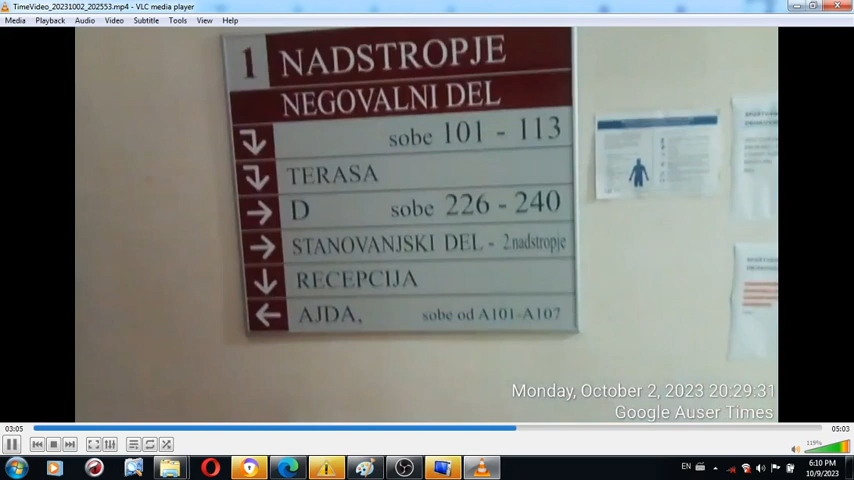 TimeVideo_20231002_202553.mp4 - VLC media player
Media Playback Audio Video Subtitle Tools View Help
1 NADSTROPJE
NEGOVALNI DEL
sobe 101 - 113
TERASA
D sobe 226 - 240
STANOVANJSKI DEL - 2 nadstropje
RECEPCIJA
AJDA, sobe od A101-A107
Monday, October 2, 2023 20:29:31
Google Auser Times
03:05
05:03
119%
EN
6:10 PM
10/9/2023